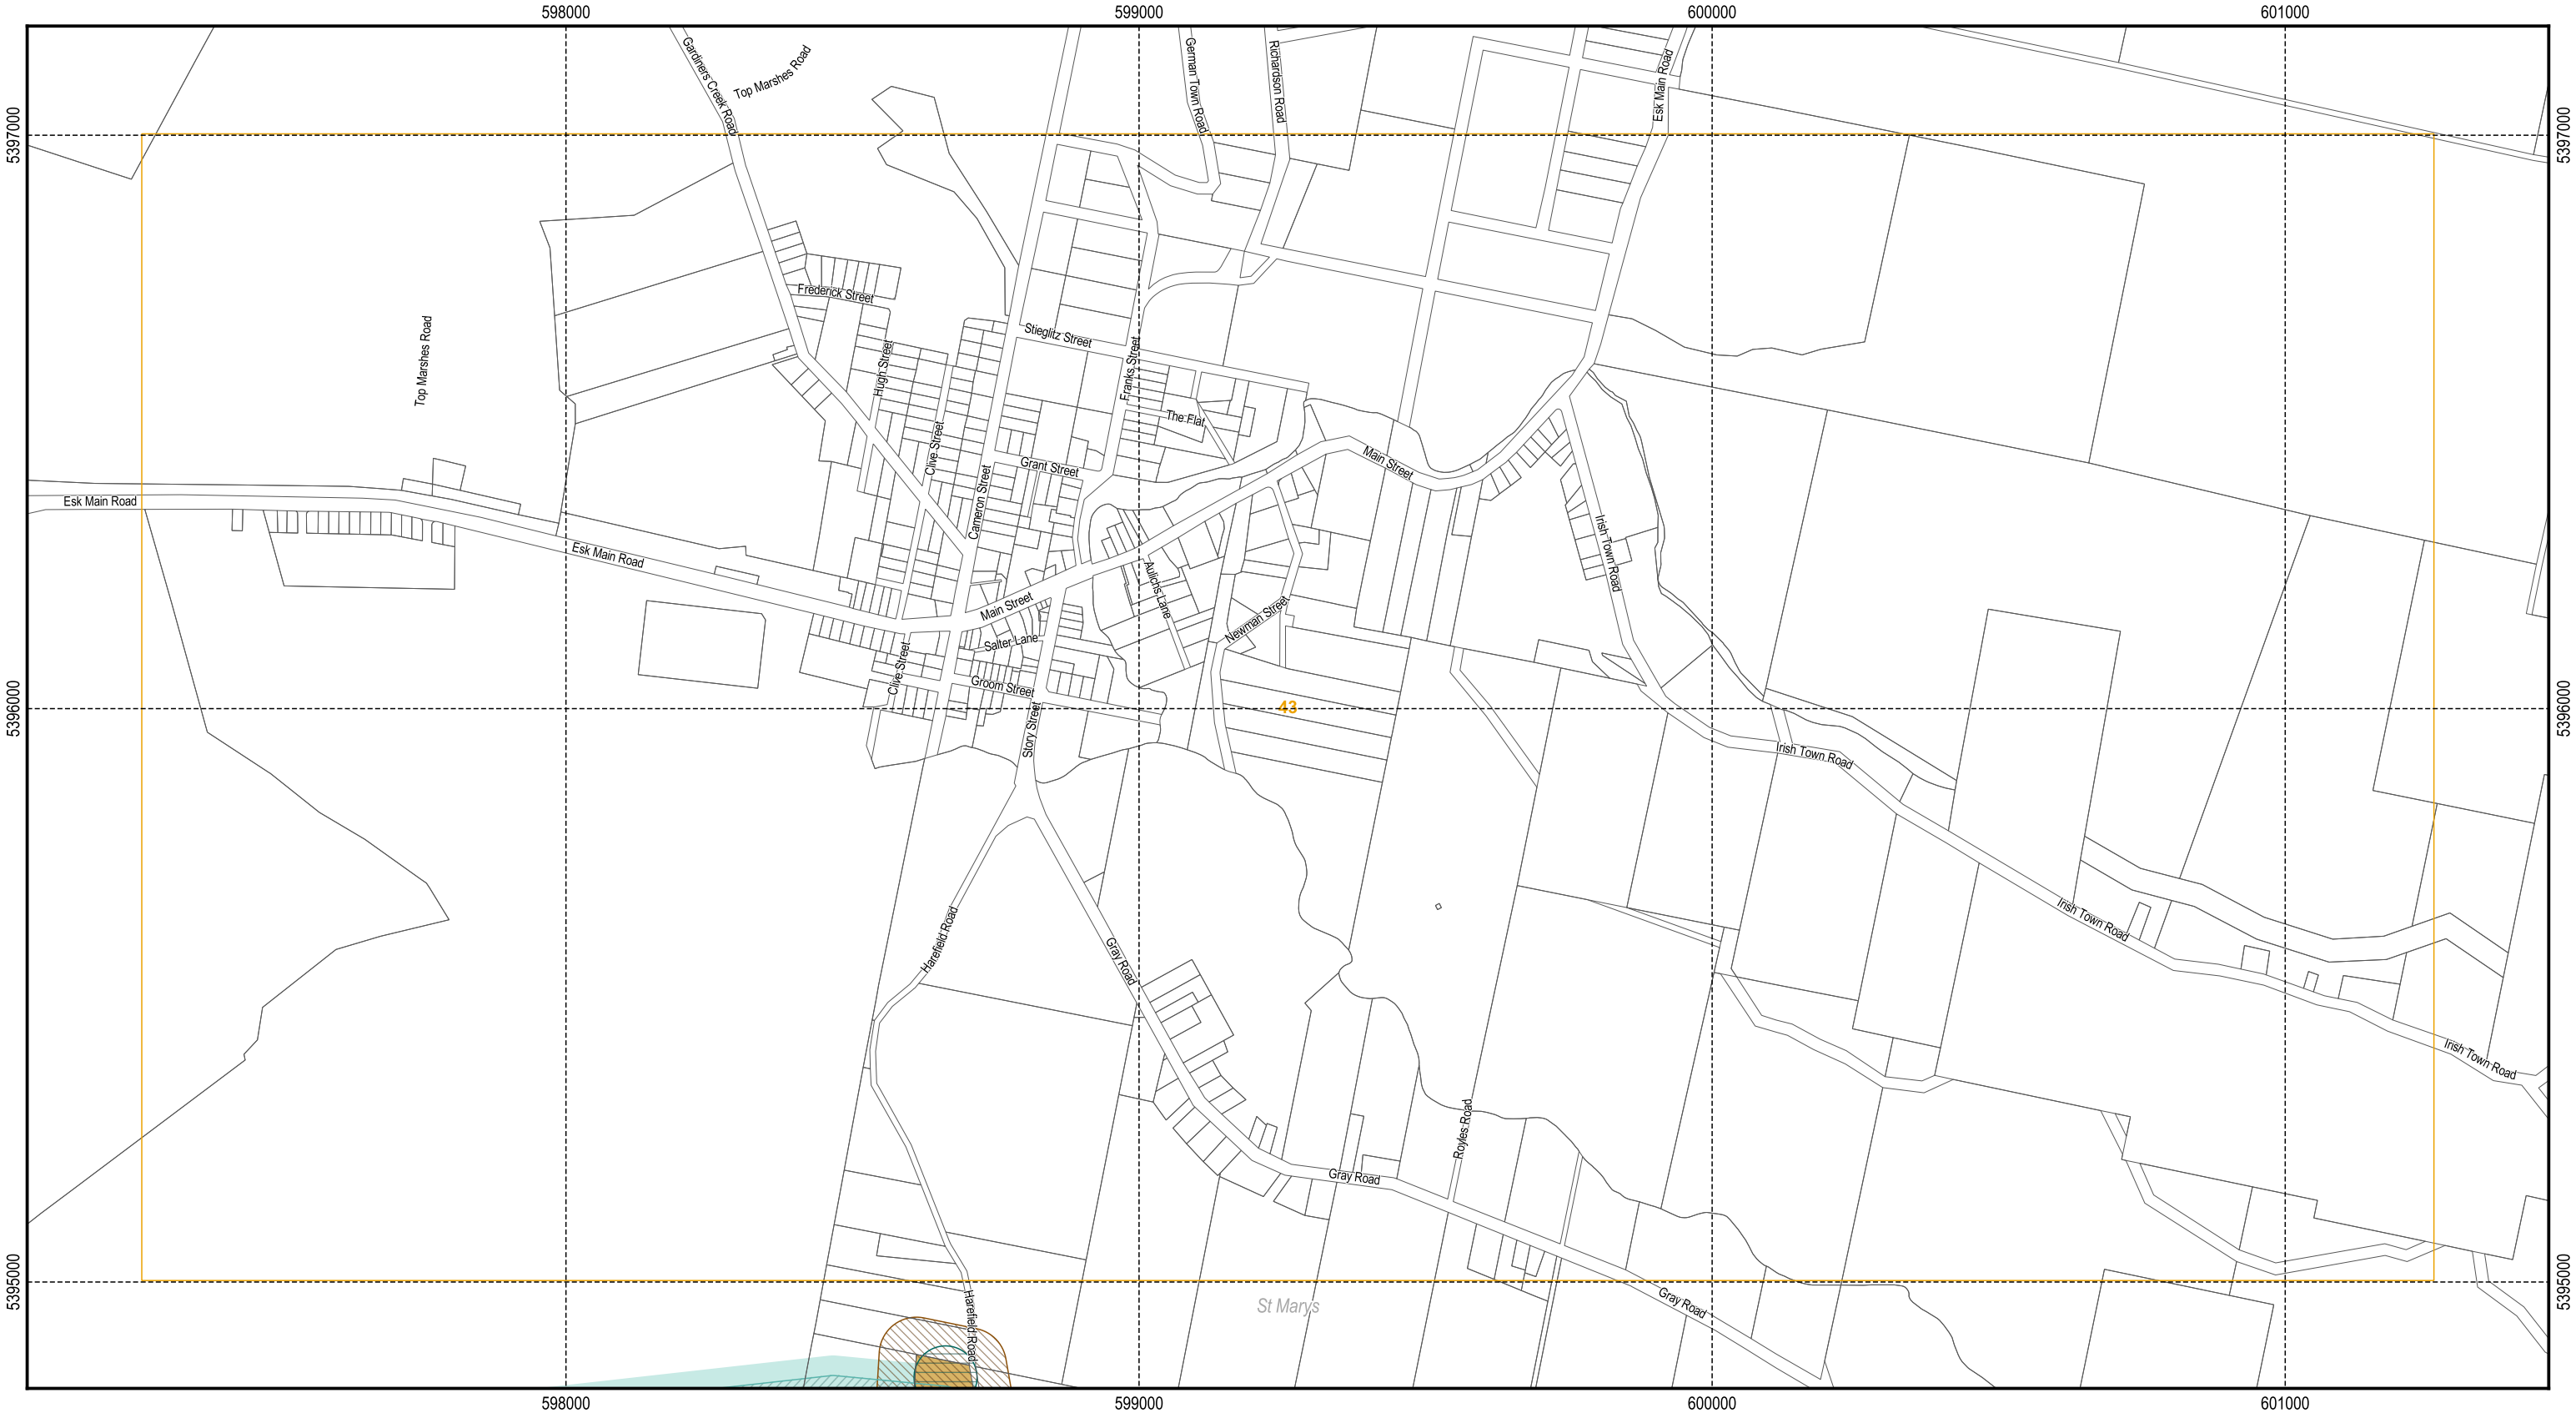 598000
599000
600000
601000
Gardiners Creek Road
Top Marshes Road
German Town Road
Richardson Road
Esk Main Road
5397000
5397000
Frederick Street
Top Marshes Road
Hugh Street
Stieglitz Street
Franks Street
The Flat
Clive Street
Cameron Street
Grant Street
Main Street
Esk Main Road
Esk Main Road
Irish Town Road
Aulichs Lane
Main Street
Newman Street
Salter Lane
Clive Street
Groom Street
Story Street
43
5396000
5396000
Irish Town Road
Harefield Road
Gray Road
Irish Town Road
Irish Town Road
Royles Road
Gray Road
5395000
5395000
Harefield Road
St Marys
Gray Road
598000
599000
600000
601000